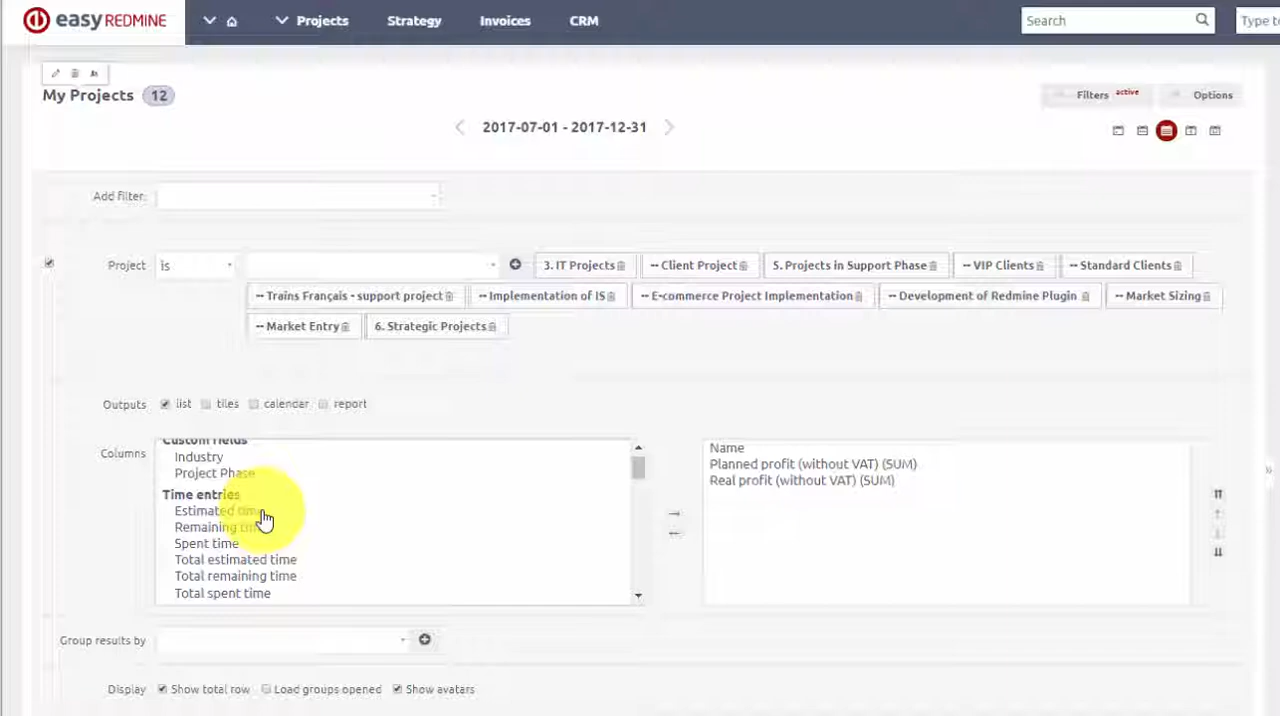 easy REDMINE
Projects
Strategy
Invoices
CRM
Search
Type to
My Projects 12
Filters active
Options
2017-07-01 - 2017-12-31
Add filter:
Project is
3. IT Projects
-- Client Project
5. Projects in Support Phase
-- VIP Clients
-- Standard Clients
-- Trains Français - support project
-- Implementation of IS
-- E-commerce Project Implementation
-- Development of Redmine Plugin
-- Market Sizing
-- Market Entry
6. Strategic Projects
Outputs list tiles calendar report
Columns
Custom fields
Industry
Project Phase
Time entries
Estimated time
Remaining time
Spent time
Total estimated time
Total remaining time
Total spent time
Name
Planned profit (without VAT) (SUM)
Real profit (without VAT) (SUM)
Group results by
Display Show total row Load groups opened Show avatars